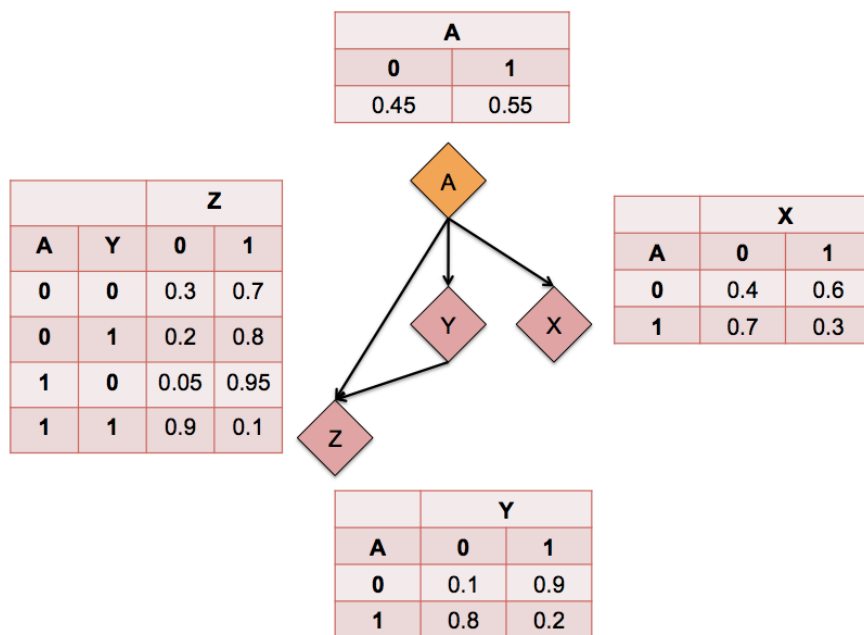 A
0 1
0.45 0.55
A
Z
A Y 0 1
0 0 0.3 0.7
0 1 0.2 0.8
1 0 0.05 0.95
1 1 0.9 0.1
X
A 0 1
0 0.4 0.6
1 0.7 0.3
Y
X
Z
Y
A 0 1
0 0.1 0.9
1 0.8 0.2